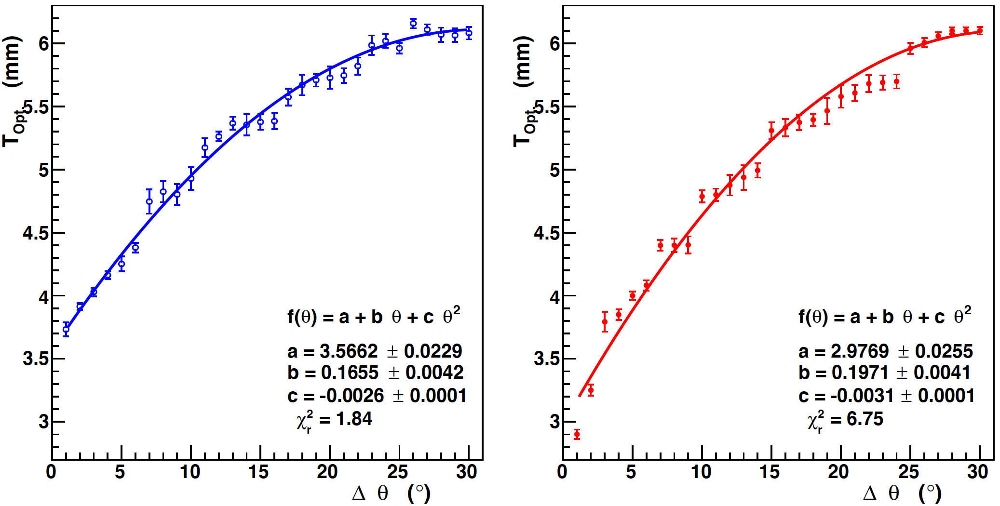 T_Opt. (mm)
6
5.5
5
4.5
4
3.5
3
f(θ) = a + b θ + c θ²
a = 3.5662 ± 0.0229
b = 0.1655 ± 0.0042
c = -0.0026 ± 0.0001
χ²_r = 1.84
0 5 10 15 20 25 30
Δ θ (°)
T_Opt. (mm)
6
5.5
5
4.5
4
3.5
3
f(θ) = a + b θ + c θ²
a = 2.9769 ± 0.0255
b = 0.1971 ± 0.0041
c = -0.0031 ± 0.0001
χ²_r = 6.75
0 5 10 15 20 25 30
Δ θ (°)